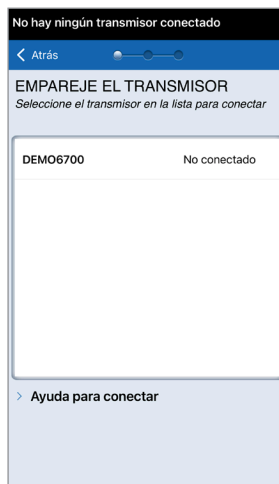 No hay ningún transmisor conectado
Atrás
EMPAREJE EL TRANSMISOR
Seleccione el transmisor en la lista para conectar
DEMO6700 No conectado
Ayuda para conectar